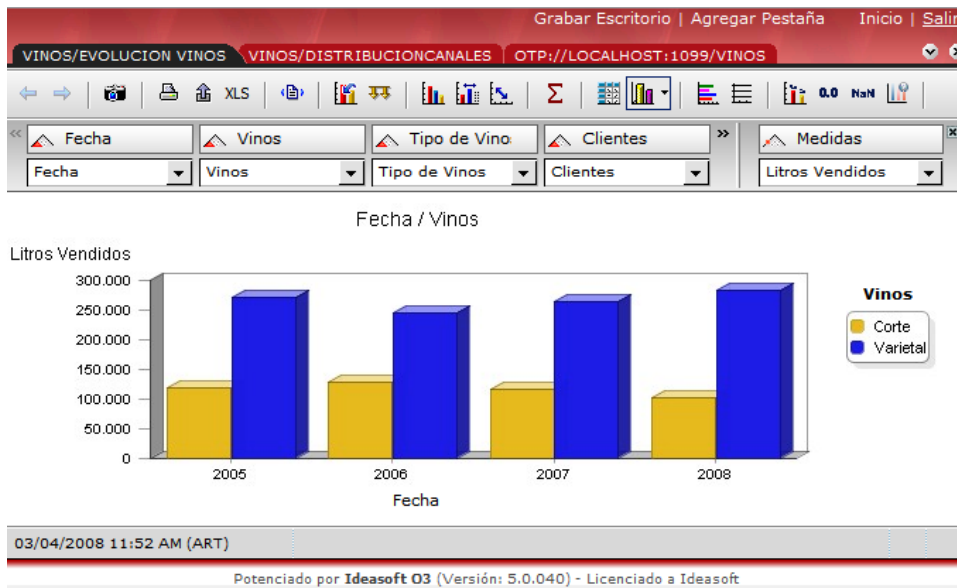 Grabar Escritorio | Agregar Pestaña Inicio | Salir
VINOS/EVOLUCION VINOS VINOS/DISTRIBUCIONCANALES OTP://LOCALHOST:1099/VINOS
XLS Σ 0.0 NaN
« Fecha Vinos Tipo de Vino Clientes » Medidas
Fecha Vinos Tipo de Vinos Clientes Litros Vendidos
Fecha / Vinos
Litros Vendidos
300.000
250.000
200.000
150.000
100.000
50.000
0
2005 2006 2007 2008
Fecha
Vinos
Corte
Varietal
03/04/2008 11:52 AM (ART)
Potenciado por Ideasoft O3 (Versión: 5.0.040) - Licenciado a Ideasoft